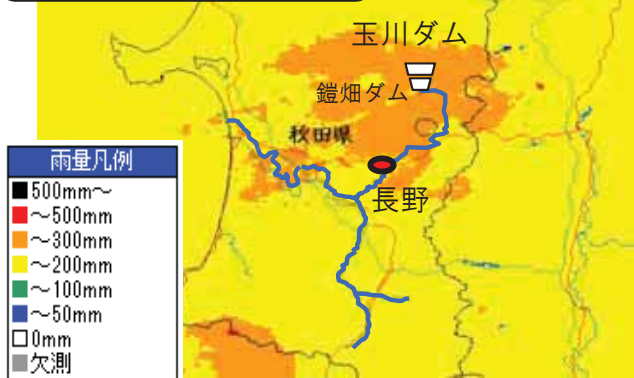 玉川ダム
鎧畑ダム
秋田県
長野
雨量凡例
500mm～
～500mm
～300mm
～200mm
～100mm
～50mm
0mm
欠測